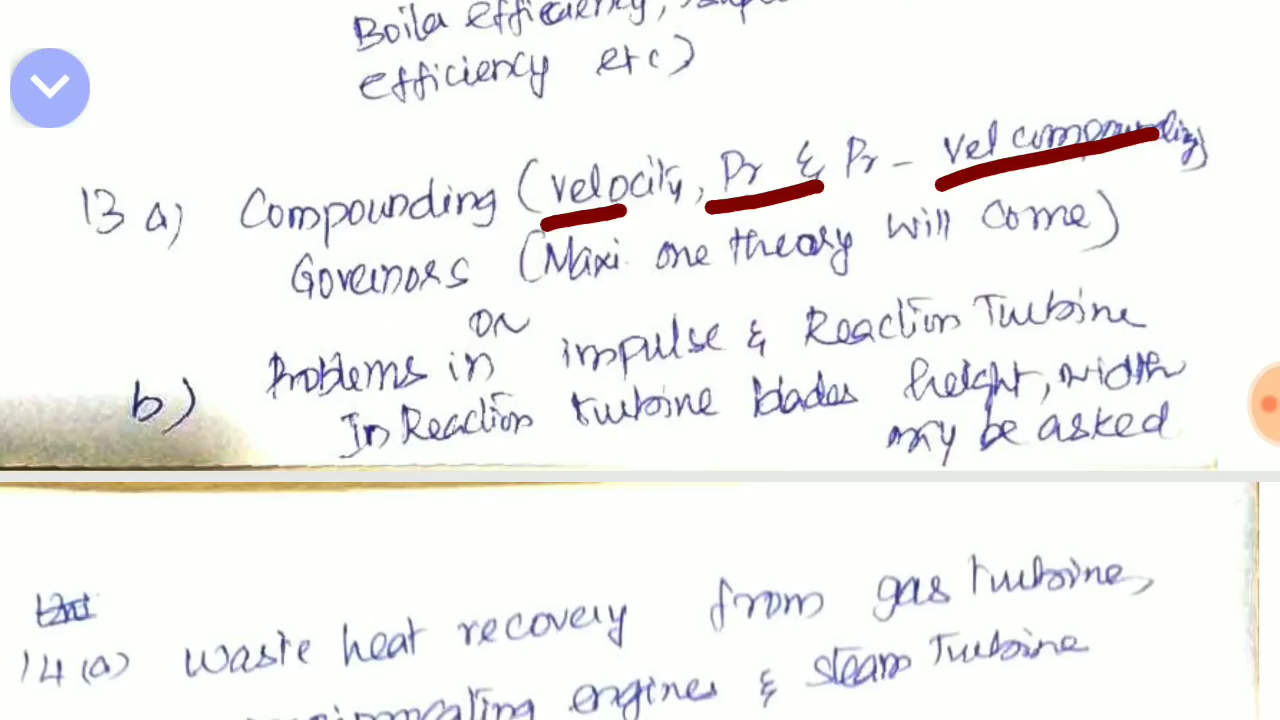 Boiler efficiency,
efficiency etc)
13 a) Compounding (velocity, Pr & Pr - vel compounding)
Governors (Maxi. one theory will come)
or
b) Problems in impulse & Reaction Turbine
In Reaction turbine blades height, width
may be asked
14 (a) waste heat recovery from gas turbine,
engines & steam Turbine